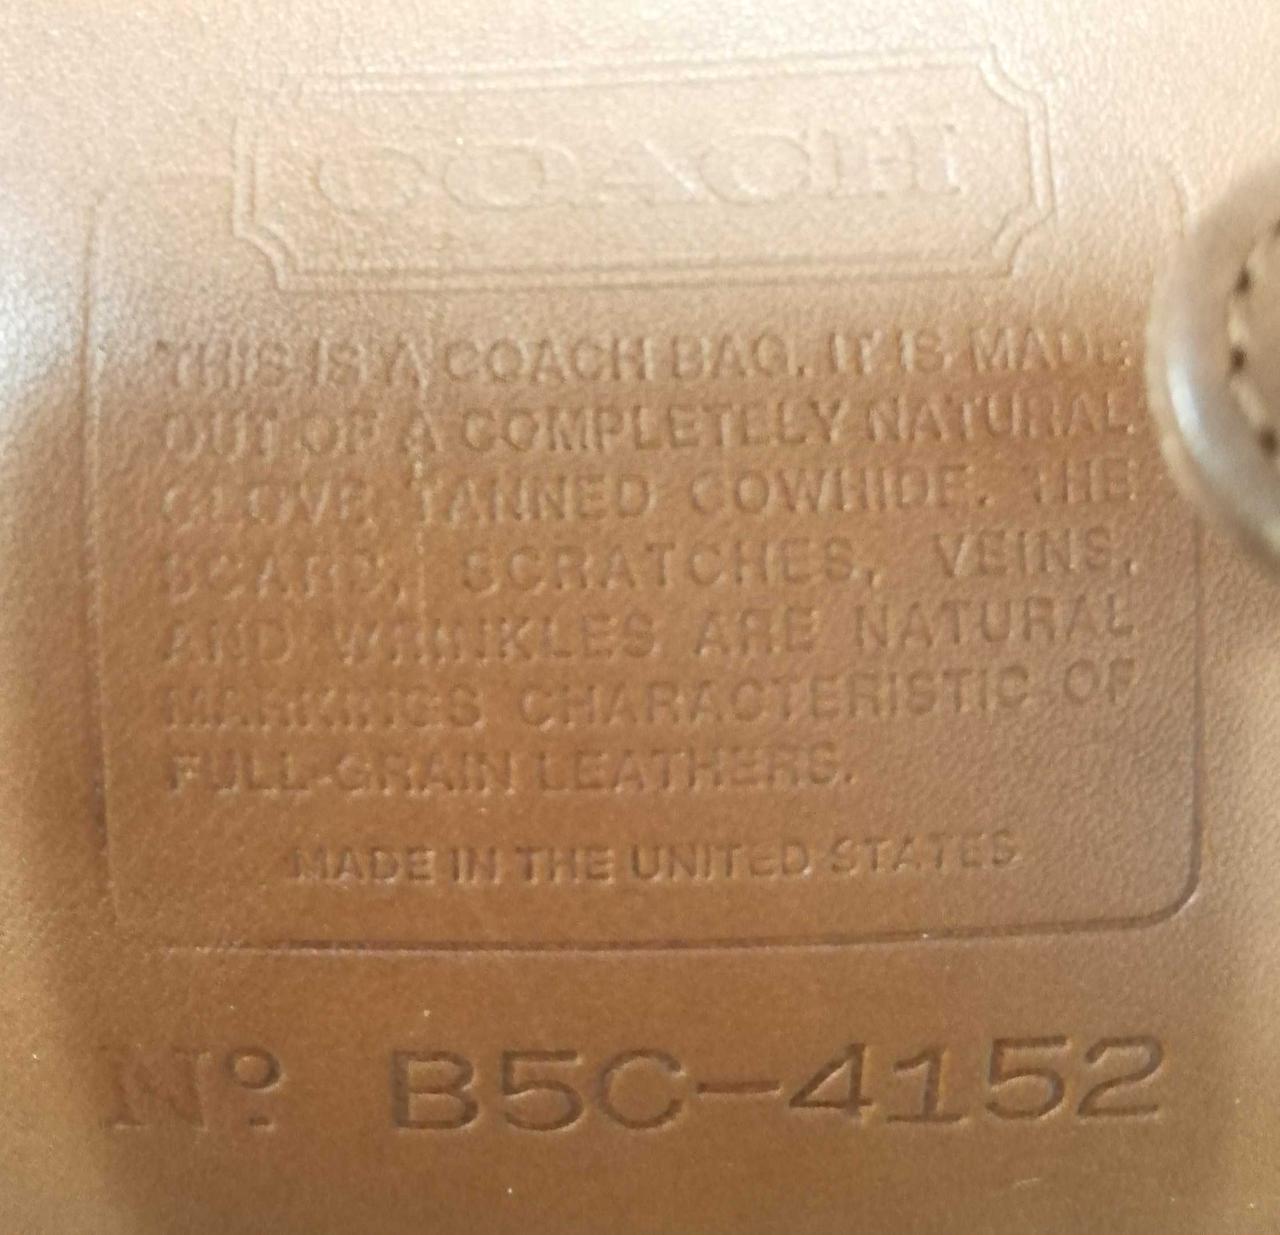 COACH
THIS IS A COACH BAG. IT IS MADE
OUT OF A COMPLETELY NATURAL
GLOVE TANNED COWHIDE. THE
SCARS, SCRATCHES, VEINS,
AND WRINKLES ARE NATURAL
MARKINGS CHARACTERISTIC OF
FULL-GRAIN LEATHERS.
MADE IN THE UNITED STATES
Nº B5C-4152